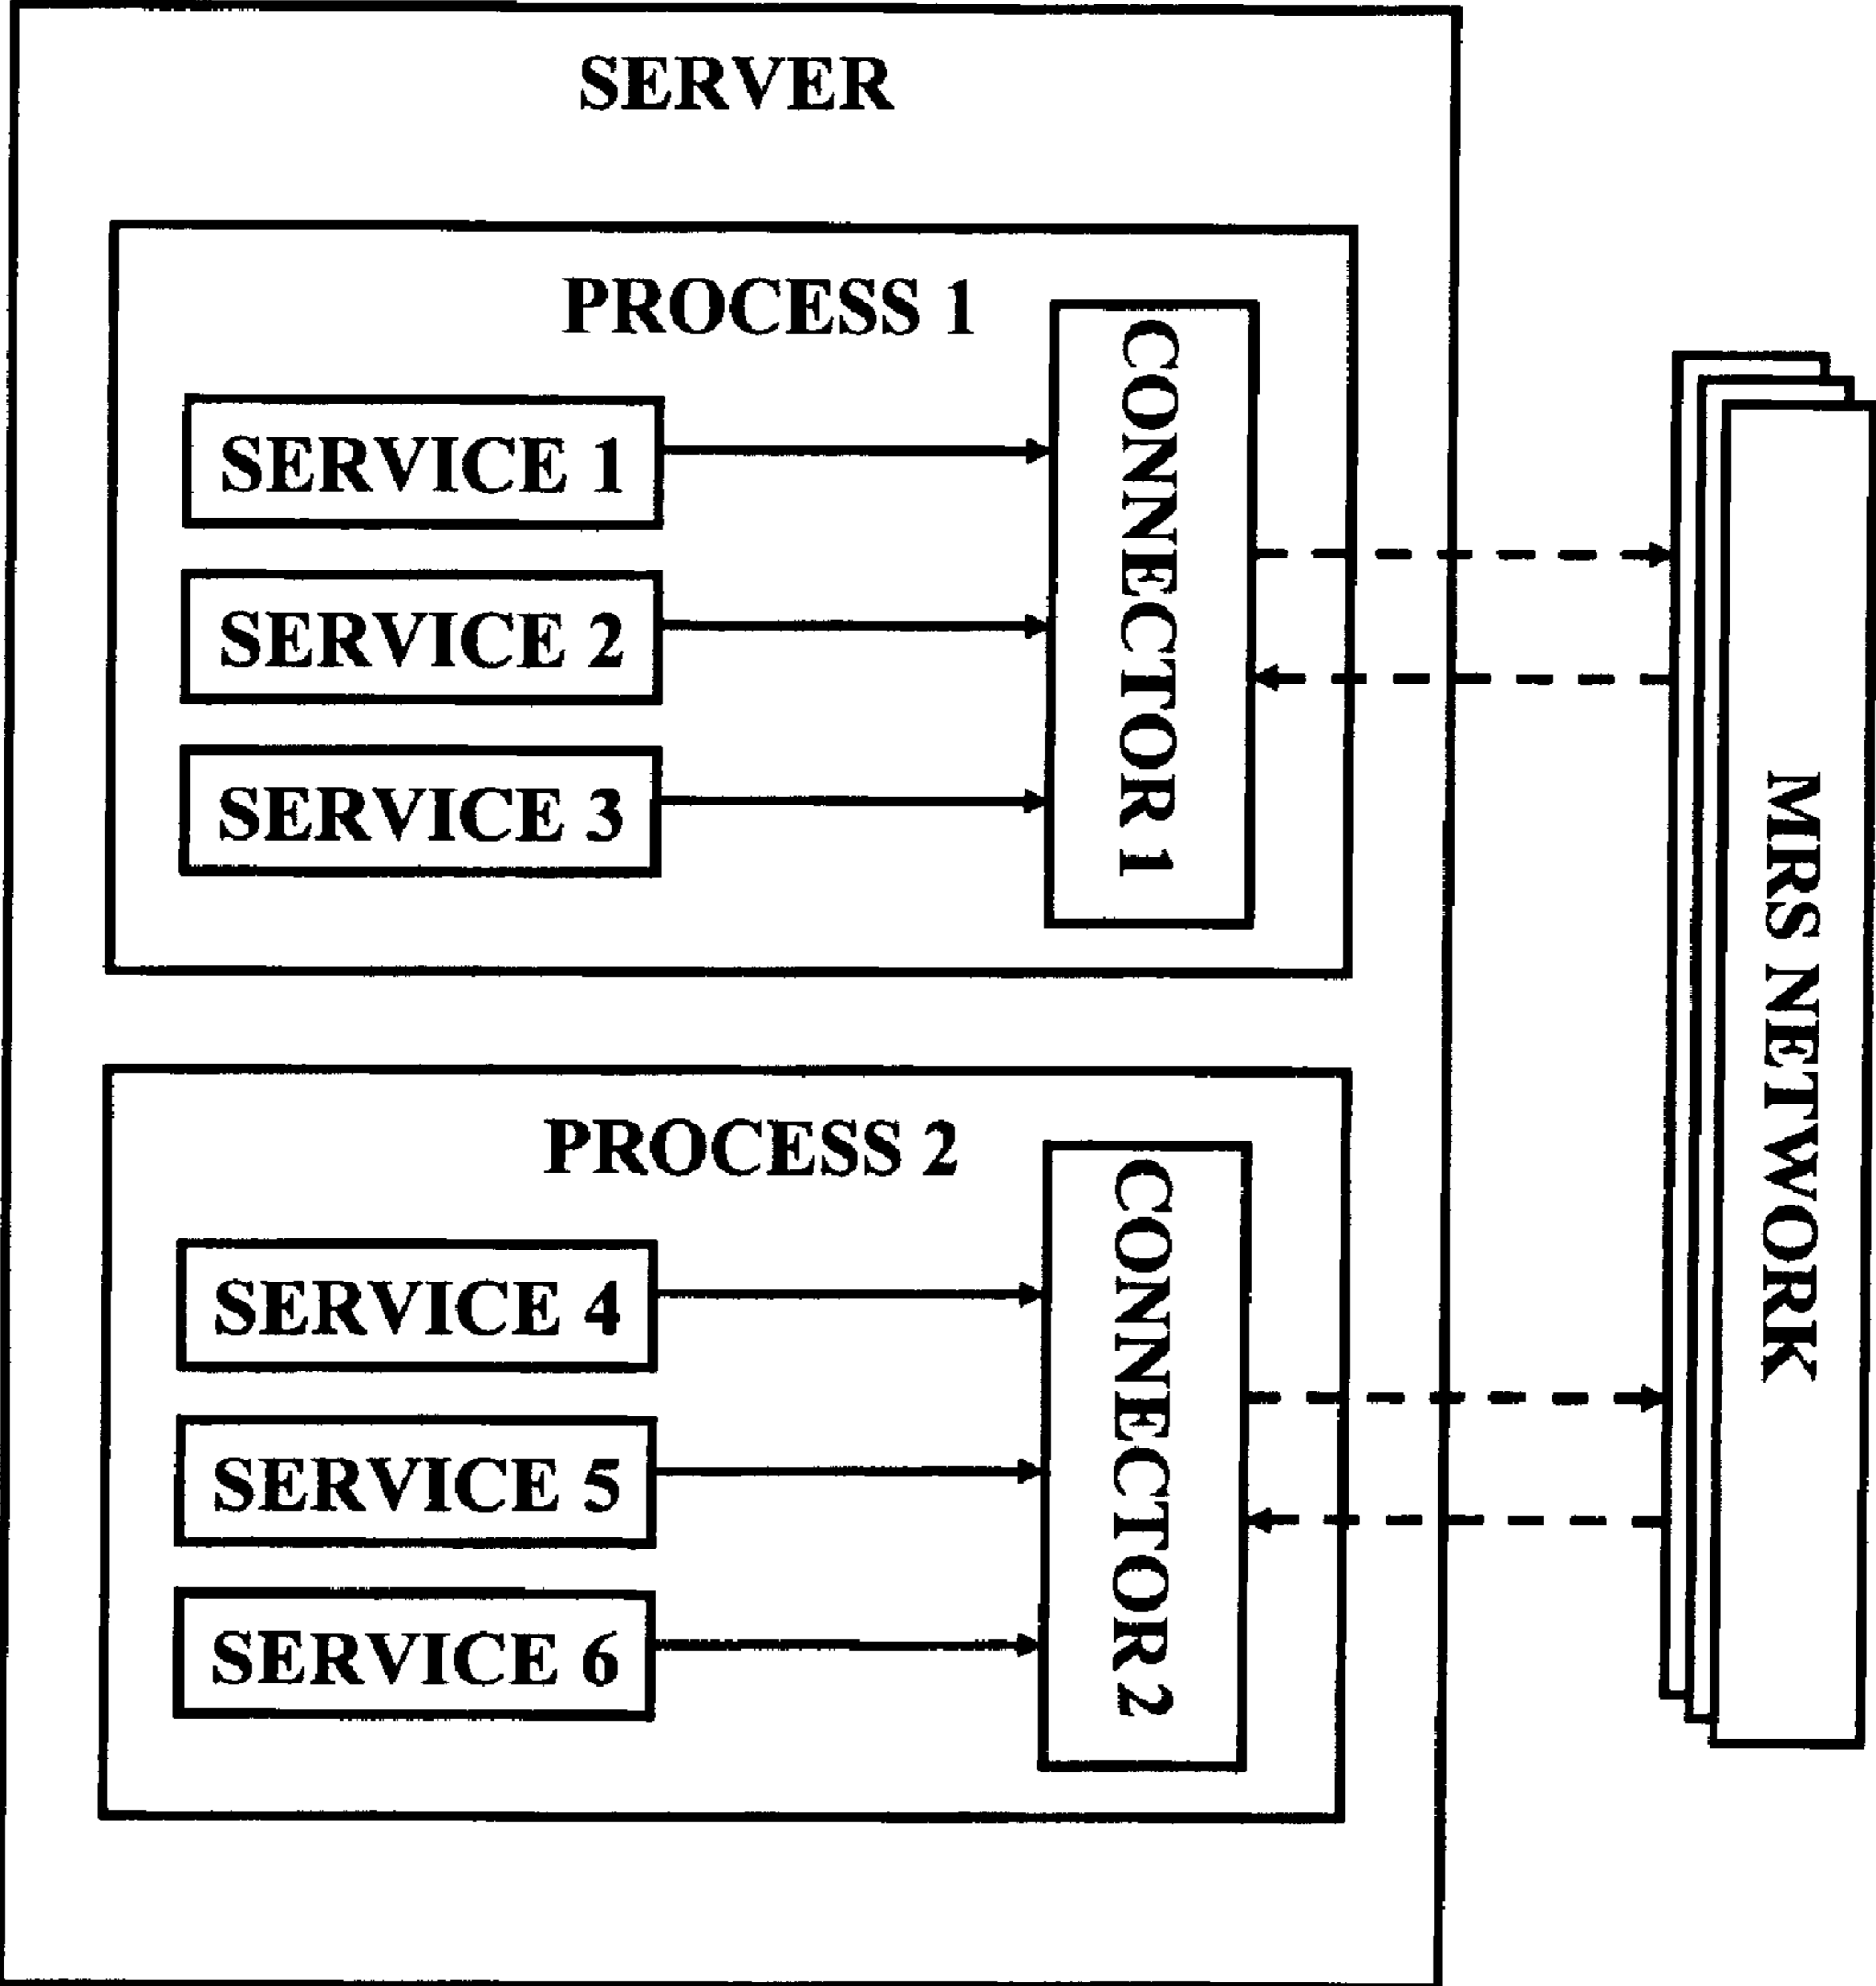 SERVER
PROCESS 1
CONNECTOR 1
SERVICE 1
SERVICE 2
SERVICE 3
MRS NETWORK
PROCESS 2
CONNECTOR 2
SERVICE 4
SERVICE 5
SERVICE 6